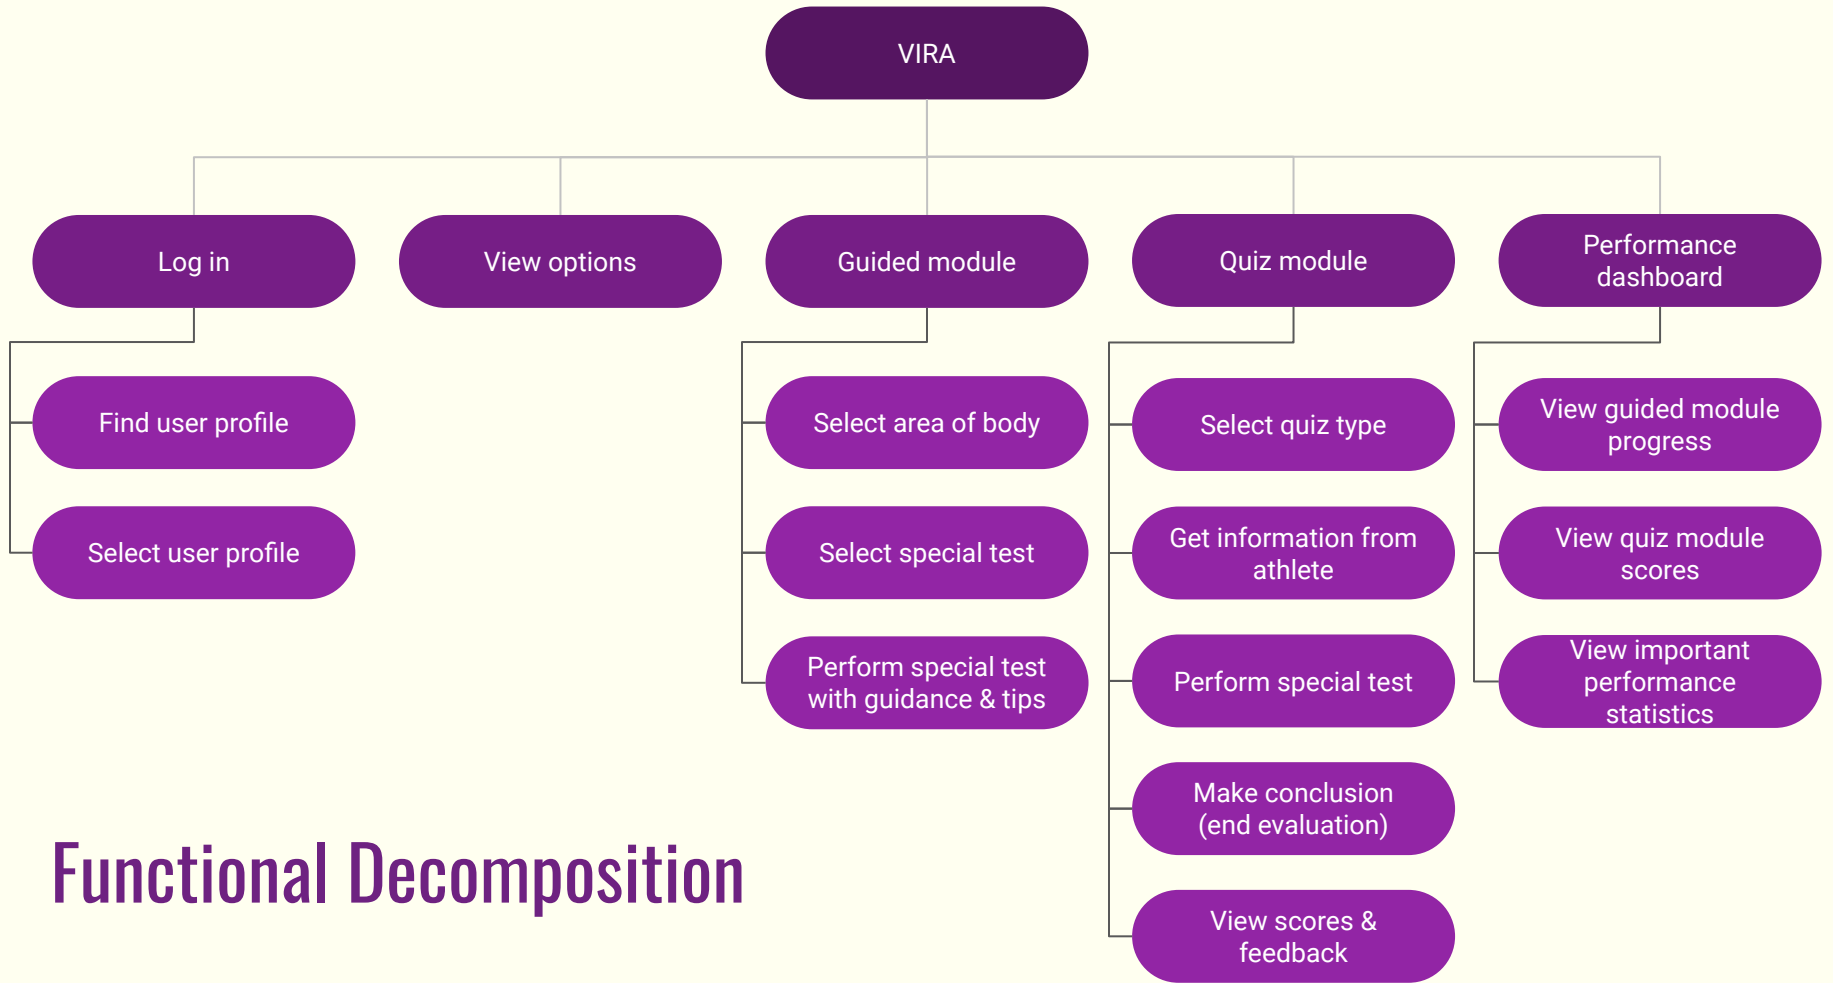 VIRA
Log in
View options
Guided module
Quiz module
Performance
dashboard
Find user profile
Select user profile
Select area of body
Select special test
Perform special test
with guidance & tips
Select quiz type
Get information from
athlete
Perform special test
Make conclusion
(end evaluation)
View scores &
feedback
View guided module
progress
View quiz module
scores
View important
performance
statistics
Functional Decomposition